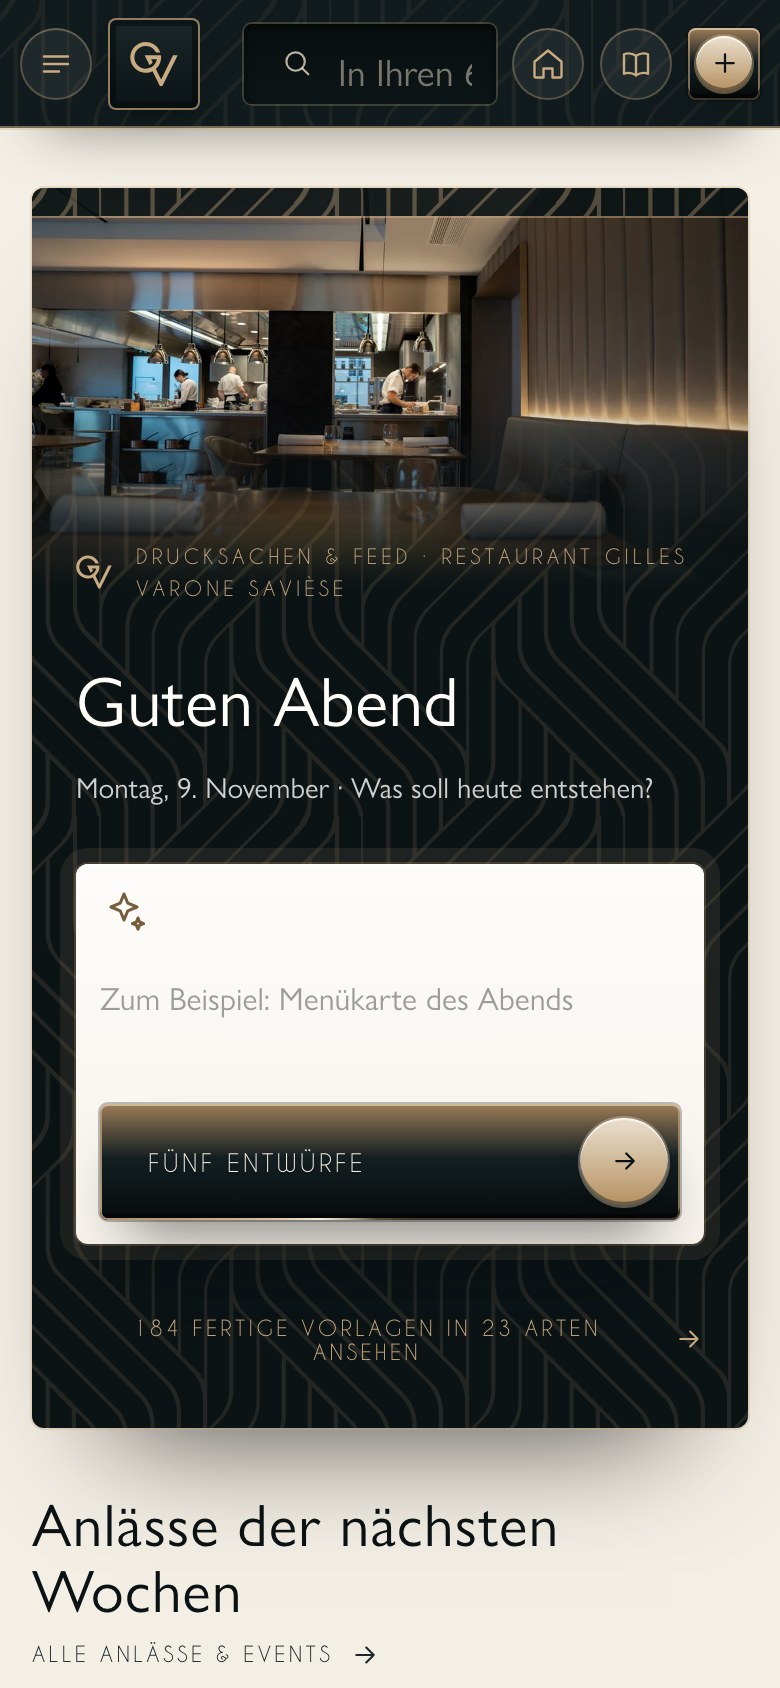 GV
In Ihren
DRUCKSACHEN & FEED · RESTAURANT GILLES
VARONE SAVIÈSE
GV
Guten Abend
Montag, 9. November · Was soll heute entstehen?
Zum Beispiel: Menükarte des Abends
FÜNF ENTWÜRFE
184 FERTIGE VORLAGEN IN 23 ARTEN
ANSEHEN
Anlässe der nächsten
Wochen
ALLE ANLÄSSE & EVENTS